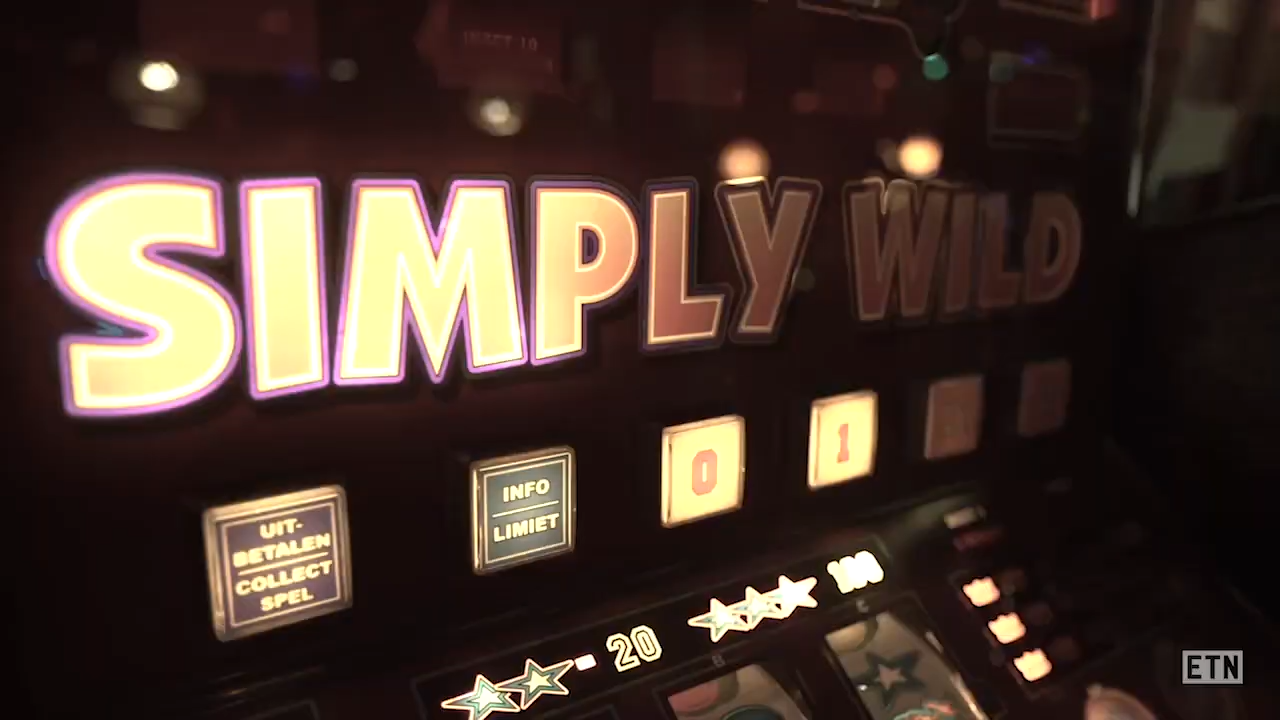 SIMPLY WILD
UIT-
BETALEN
COLLECT
SPEL
INFO
LIMIET
0
1
20
100
ETN